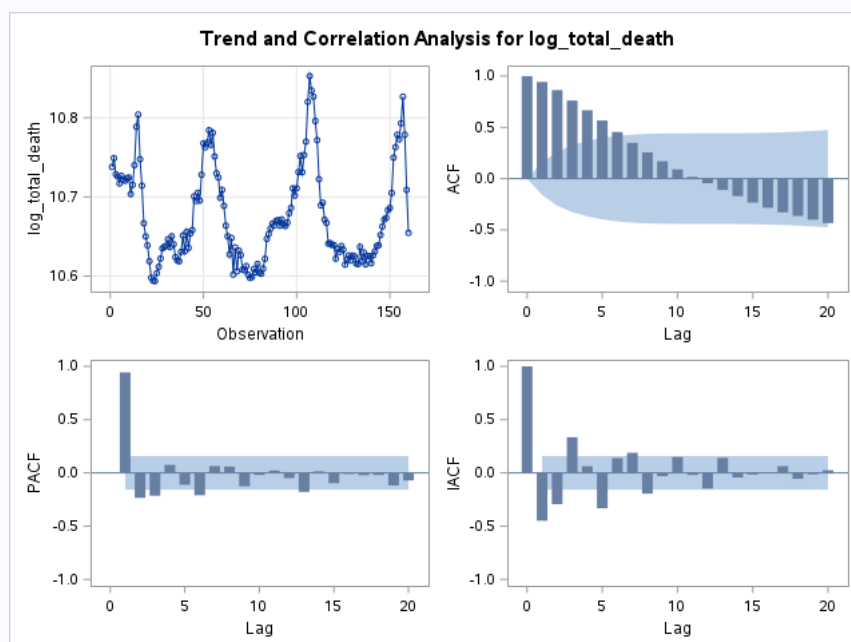 Trend and Correlation Analysis for log_total_death
log_total_death
10.8
10.7
10.6
0 50 100 150
Observation
ACF
1.0
0.5
0.0
-0.5
-1.0
0 5 10 15 20
Lag
PACF
1.0
0.5
0.0
-0.5
-1.0
0 5 10 15 20
Lag
IACF
1.0
0.5
0.0
-0.5
-1.0
0 5 10 15 20
Lag